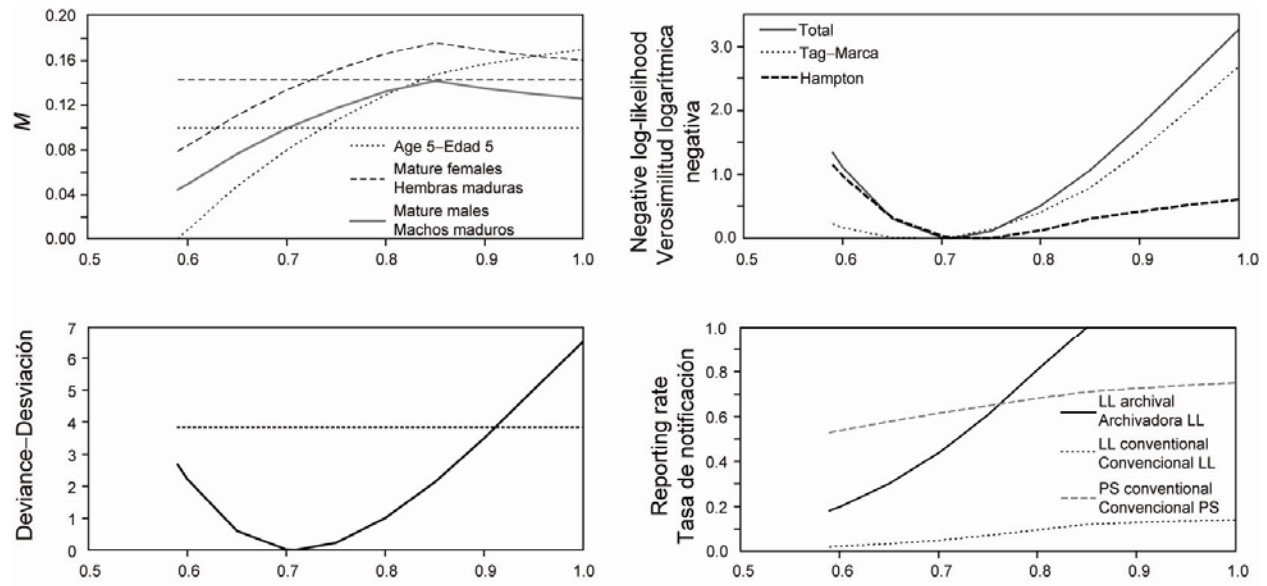 0.20
0.16
0.12
0.08
0.04
0.00
M
Age 5–Edad 5
Mature females
Hembras maduras
Mature males
Machos maduros
0.5
0.6
0.7
0.8
0.9
1.0
Negative log-likelihood
Verosimilitud logarítmica
negativa
3.0
2.0
1.0
0.0
Total
Tag–Marca
Hampton
0.5
0.6
0.7
0.8
0.9
1.0
Deviance–Desviación
7
6
5
4
3
2
1
0
0.5
0.6
0.7
0.8
0.9
1.0
Reporting rate
Tasa de notificación
1.0
0.8
0.6
0.4
0.2
0.0
LL archival
Archivadora LL
LL conventional
Convencional LL
PS conventional
Convencional PS
0.5
0.6
0.7
0.8
0.9
1.0